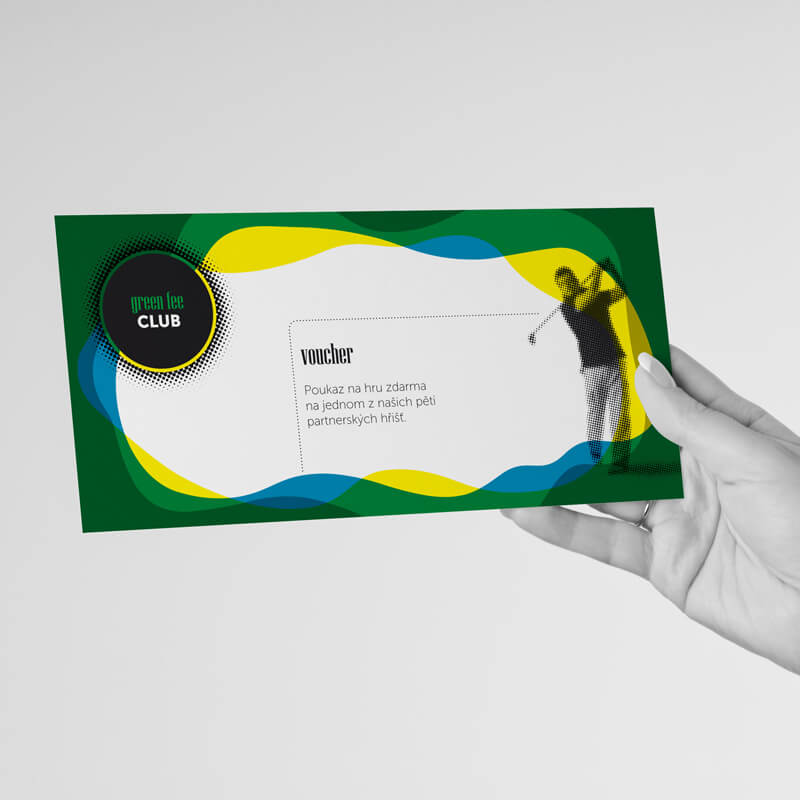 green fee
CLUB
voucher
Poukaz na hru zdarma
na jednom z našich pěti
partnerských hřišť.